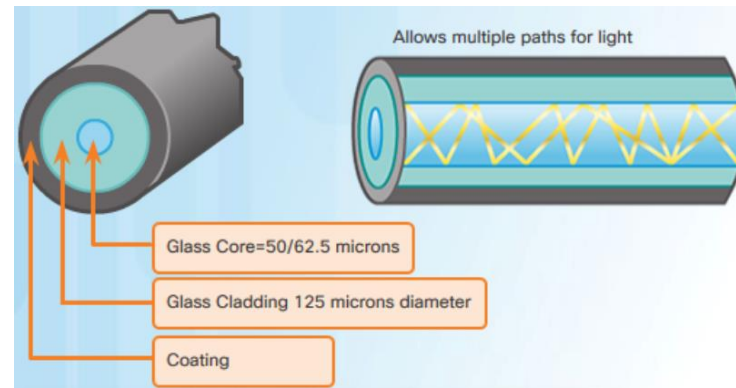 Allows multiple paths for light
Glass Core=50/62.5 microns
Glass Cladding 125 microns diameter
Coating